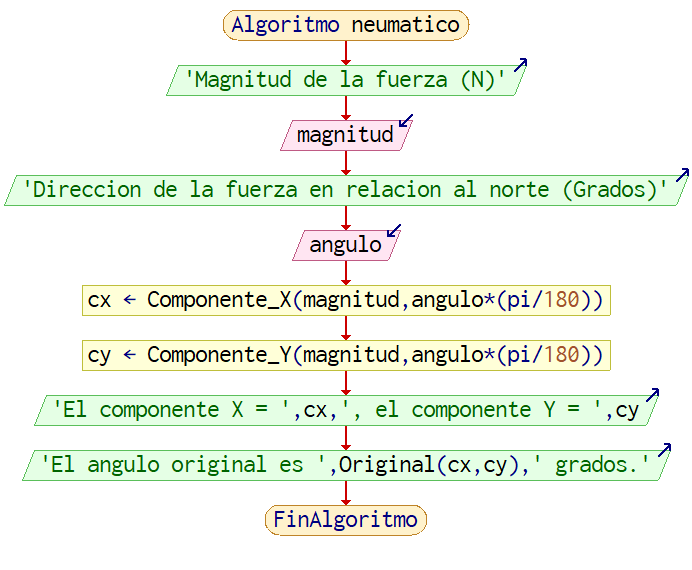 Algoritmo neumatico
'Magnitud de la fuerza (N)'
magnitud
'Direccion de la fuerza en relacion al norte (Grados)'
angulo
cx ← Componente_X(magnitud,angulo*(pi/180))
cy ← Componente_Y(magnitud,angulo*(pi/180))
'El componente X = ',cx,', el componente Y = ',cy
'El angulo original es ',Original(cx,cy),' grados.'
FinAlgoritmo